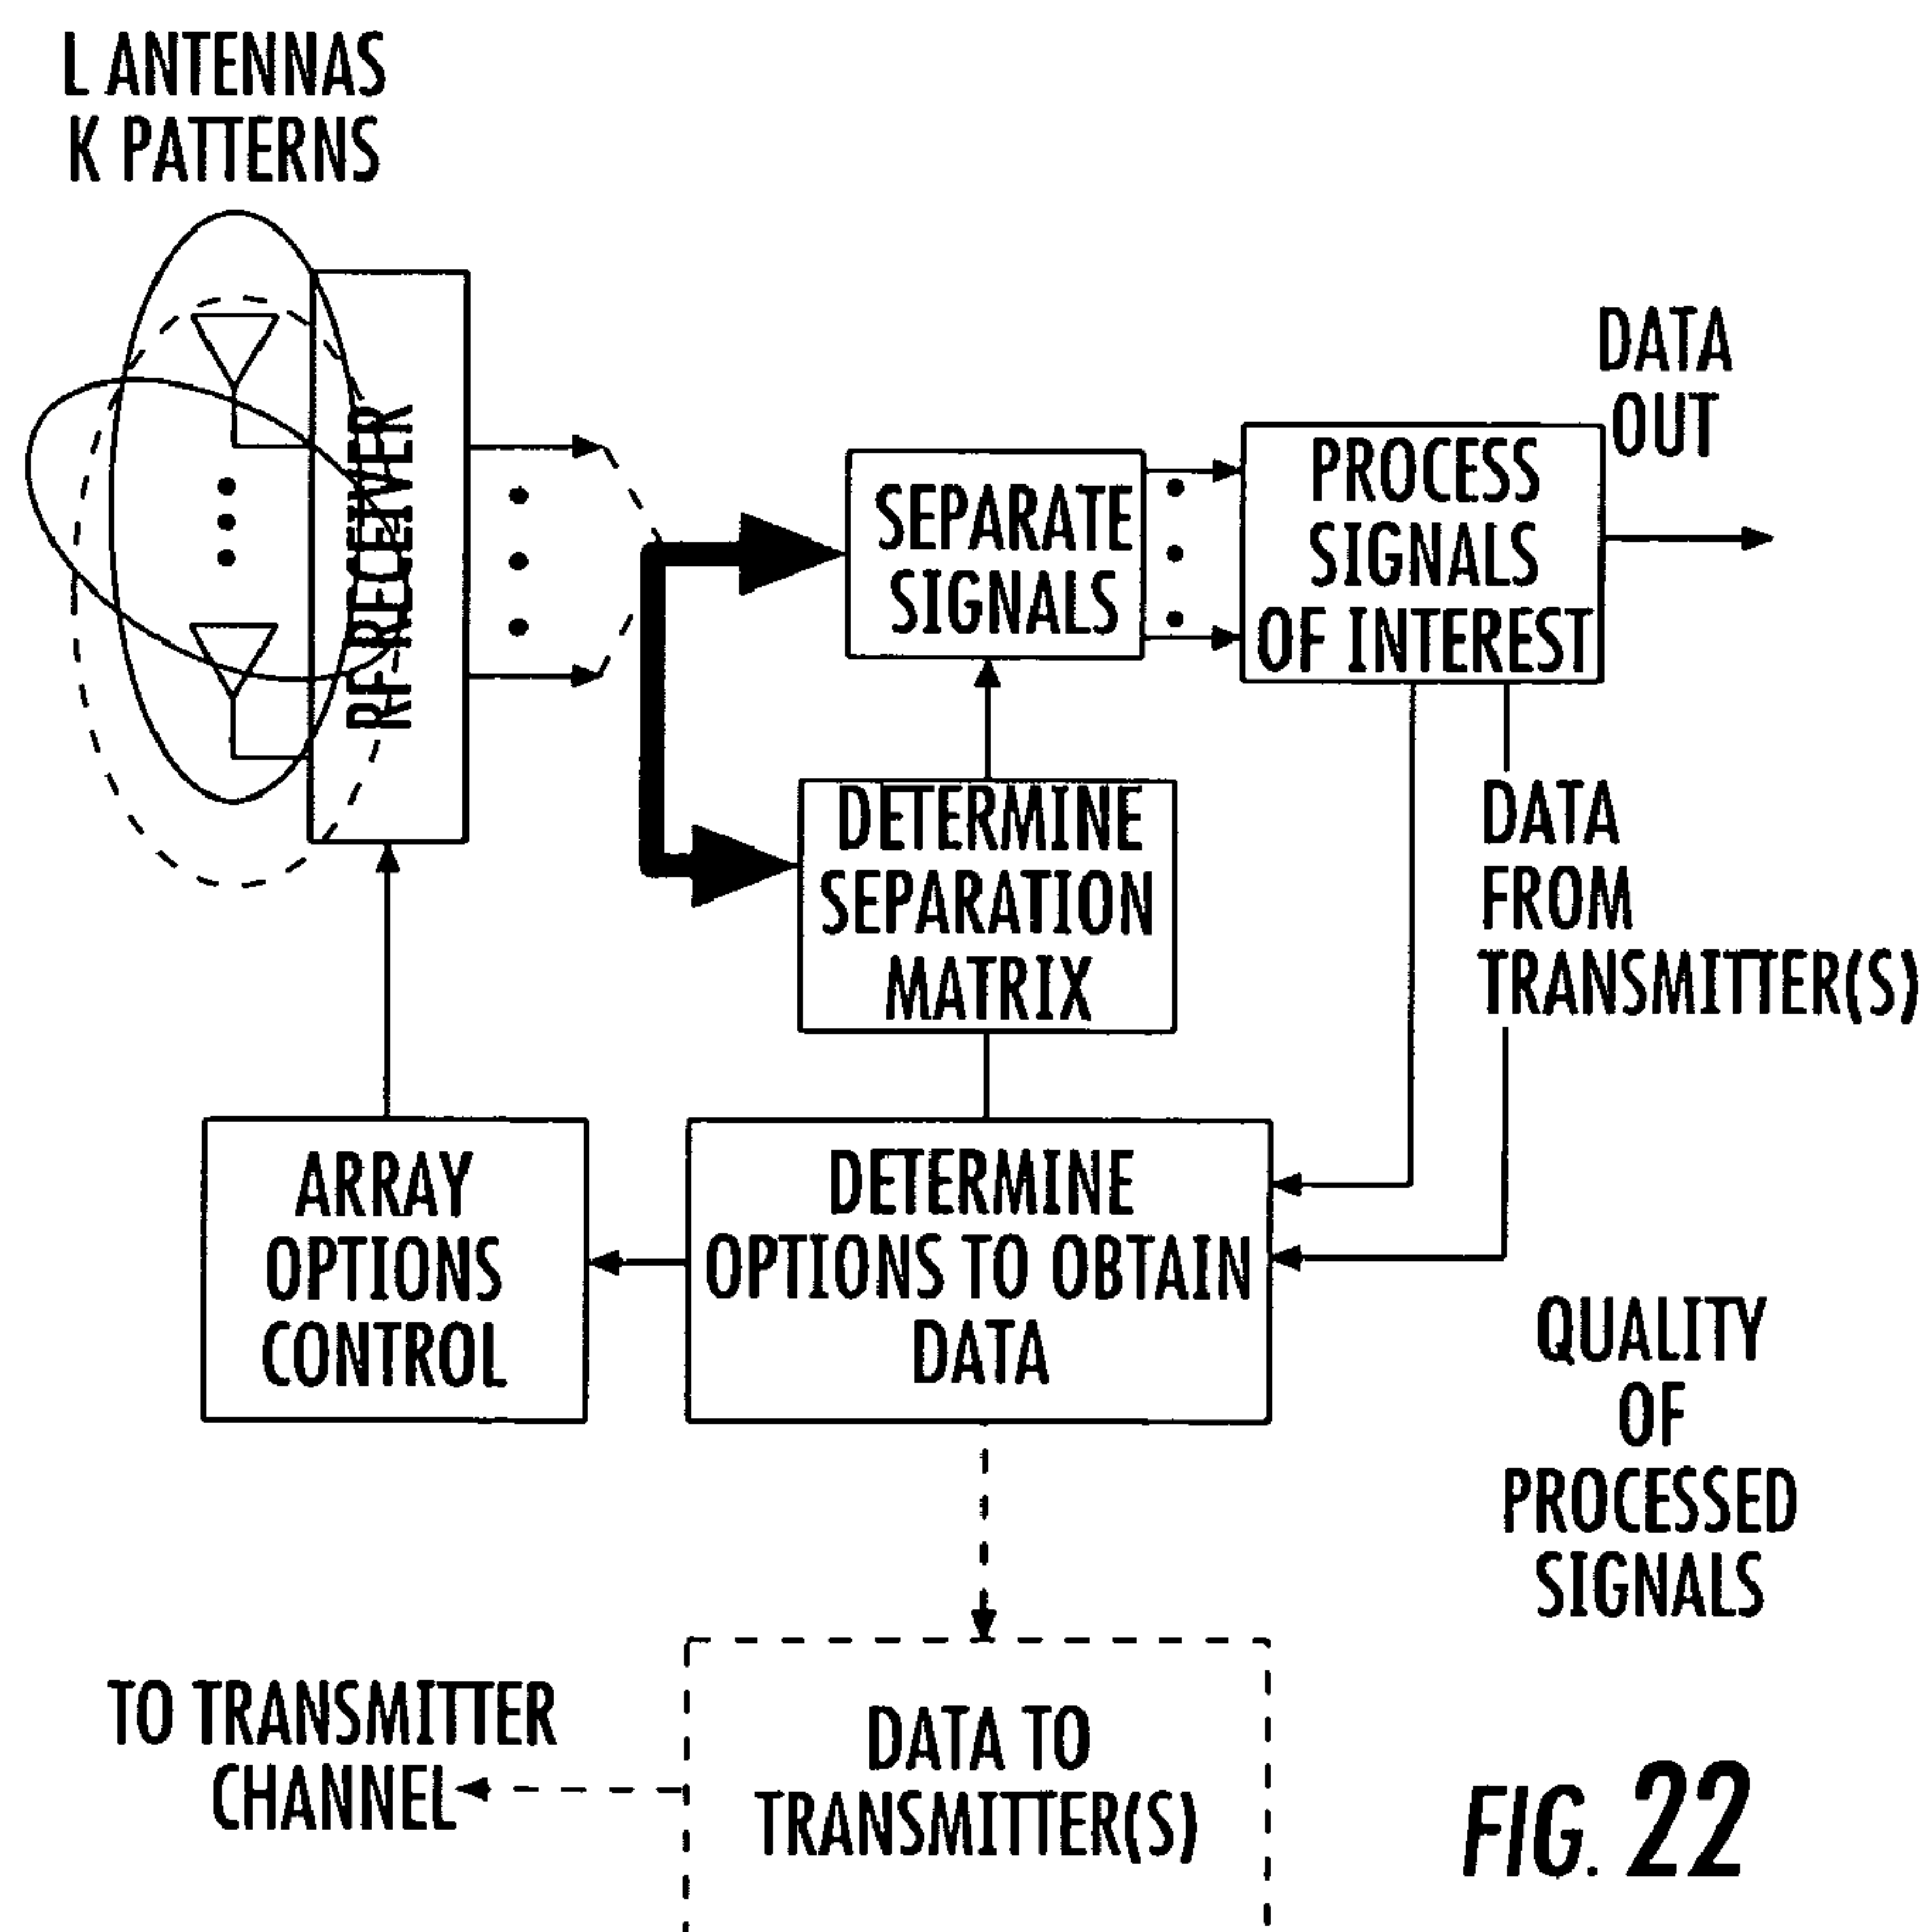 L ANTENNAS
K PATTERNS
RF RECEIVER
SEPARATE
SIGNALS
PROCESS
SIGNALS
OF INTEREST
DATA
OUT
DETERMINE
SEPARATION
MATRIX
DATA
FROM
TRANSMITTER(S)
ARRAY
OPTIONS
CONTROL
DETERMINE
OPTIONS TO OBTAIN
DATA
QUALITY
OF
PROCESSED
SIGNALS
TO TRANSMITTER
CHANNEL
DATA TO
TRANSMITTER(S)
FIG. 22